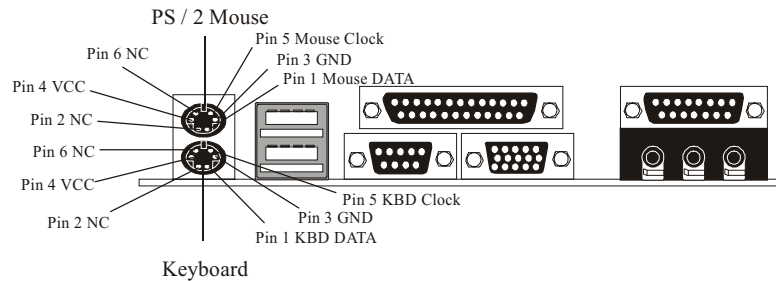 PS / 2 Mouse
Pin 5 Mouse Clock
Pin 6 NC
Pin 3 GND
Pin 1 Mouse DATA
Pin 4 VCC
Pin 2 NC
Pin 6 NC
Pin 4 VCC
Pin 5 KBD Clock
Pin 2 NC
Pin 3 GND
Pin 1 KBD DATA
Keyboard